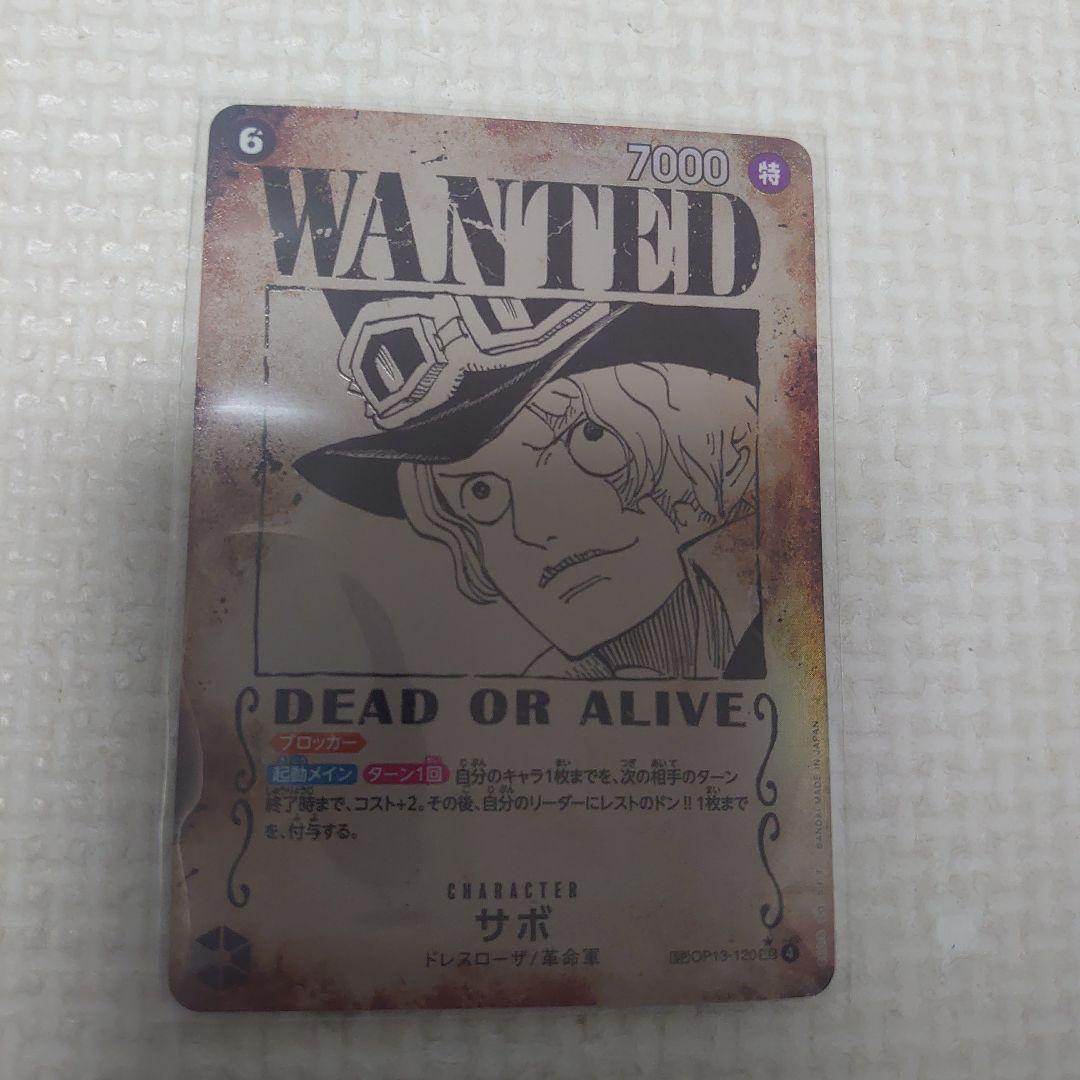 6
7000 特
WANTED
DEAD OR ALIVE
ブロッカー
起動メイン ターン1回 自分のキャラ1枚までを、次の相手のターン
終了時まで、コスト+2。その後、自分のリーダーにレストのドン!!1枚まで
を、付与する。
CHARACTER
サボ
ドレスローザ/革命軍
SP OP13-120 4
BANDAI MADE IN JAPAN